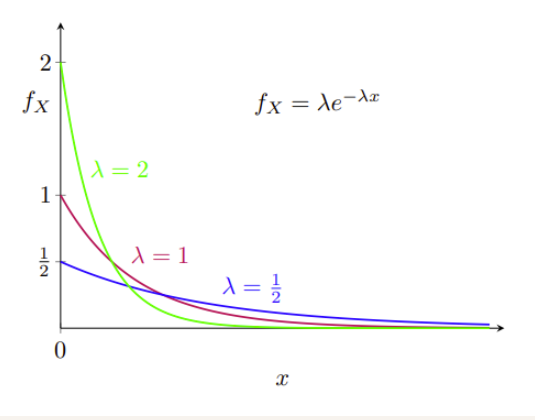 2
f_X
f_X = λe^{−λx}
λ = 2
1
λ = 1
1/2
λ = 1/2
0
x